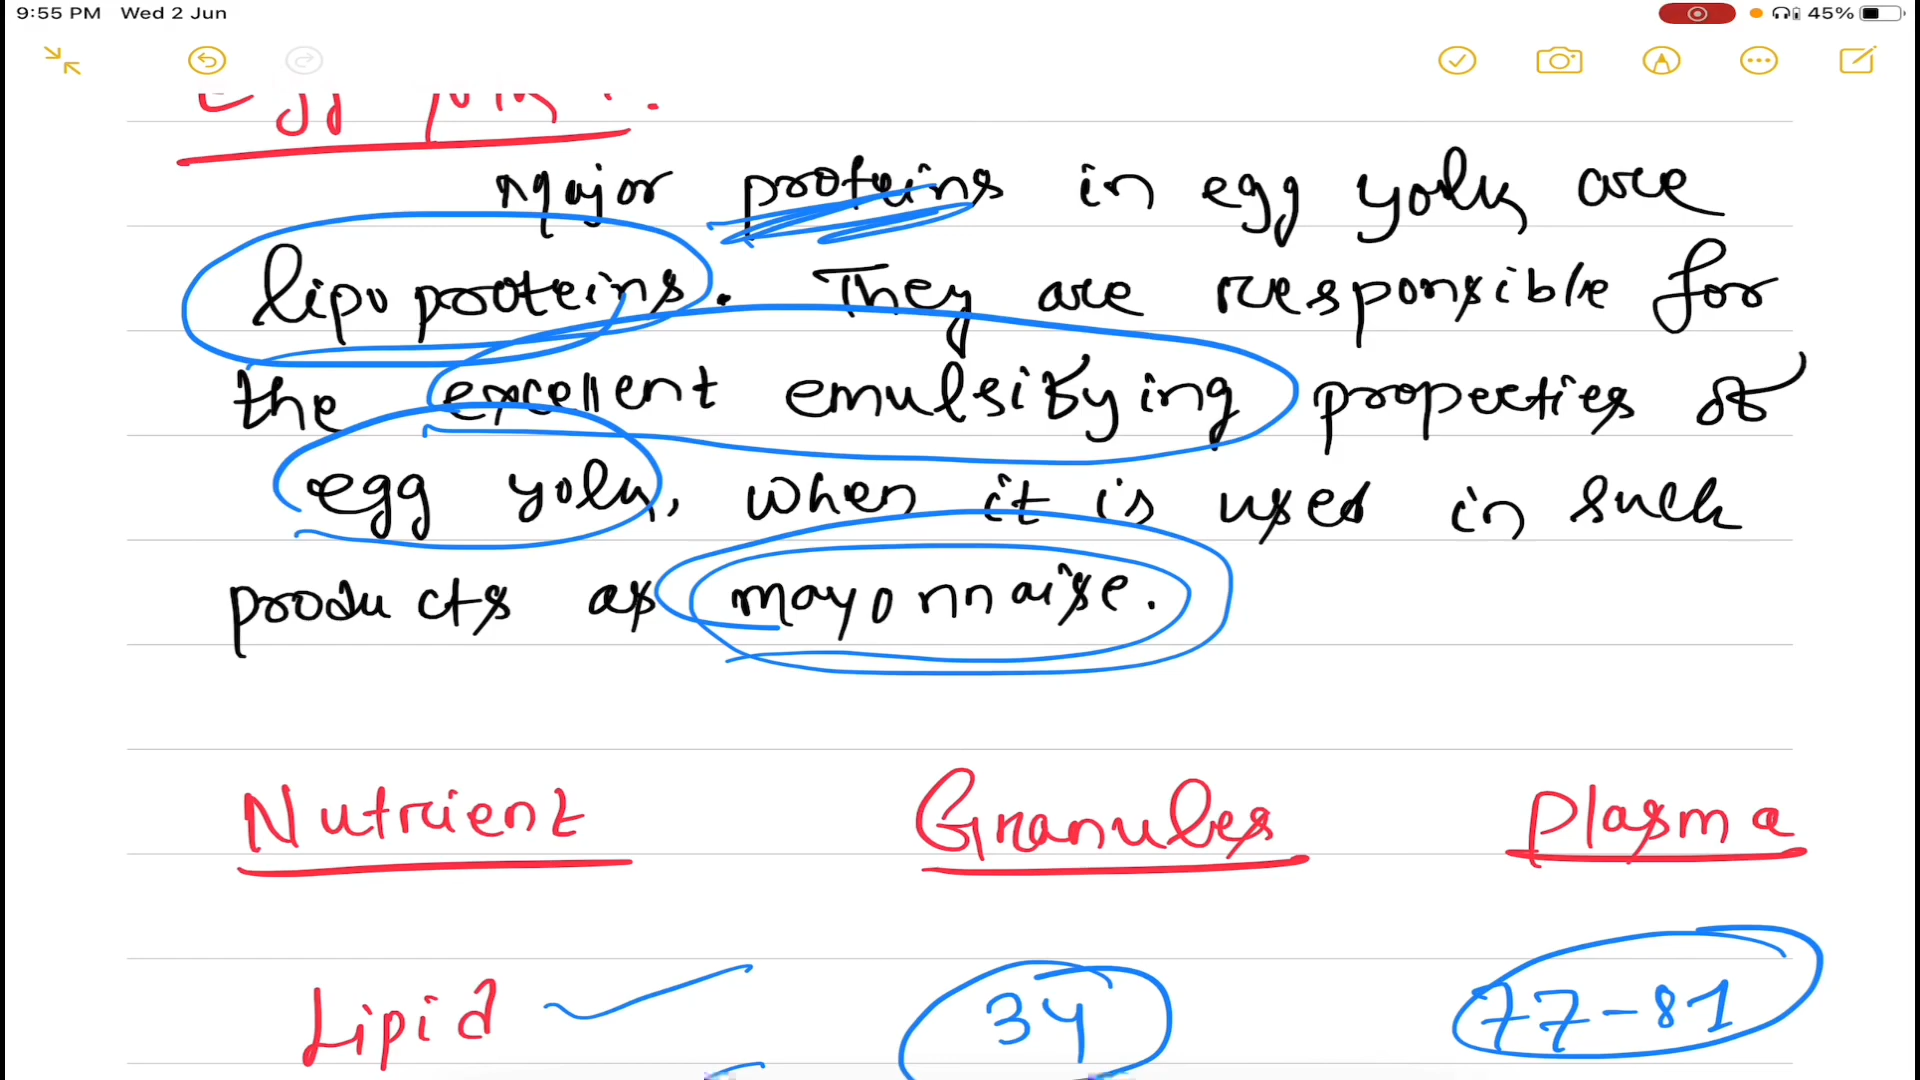 9:55 PM Wed 2 Jun 45%
Major proteins in egg yolk are
lipoproteins. They are responsible for
the excellent emulsifying properties of
egg yolk, when it is used in such
products as mayonnaise.
Nutrient Granules Plasma
Lipid 34 77-81